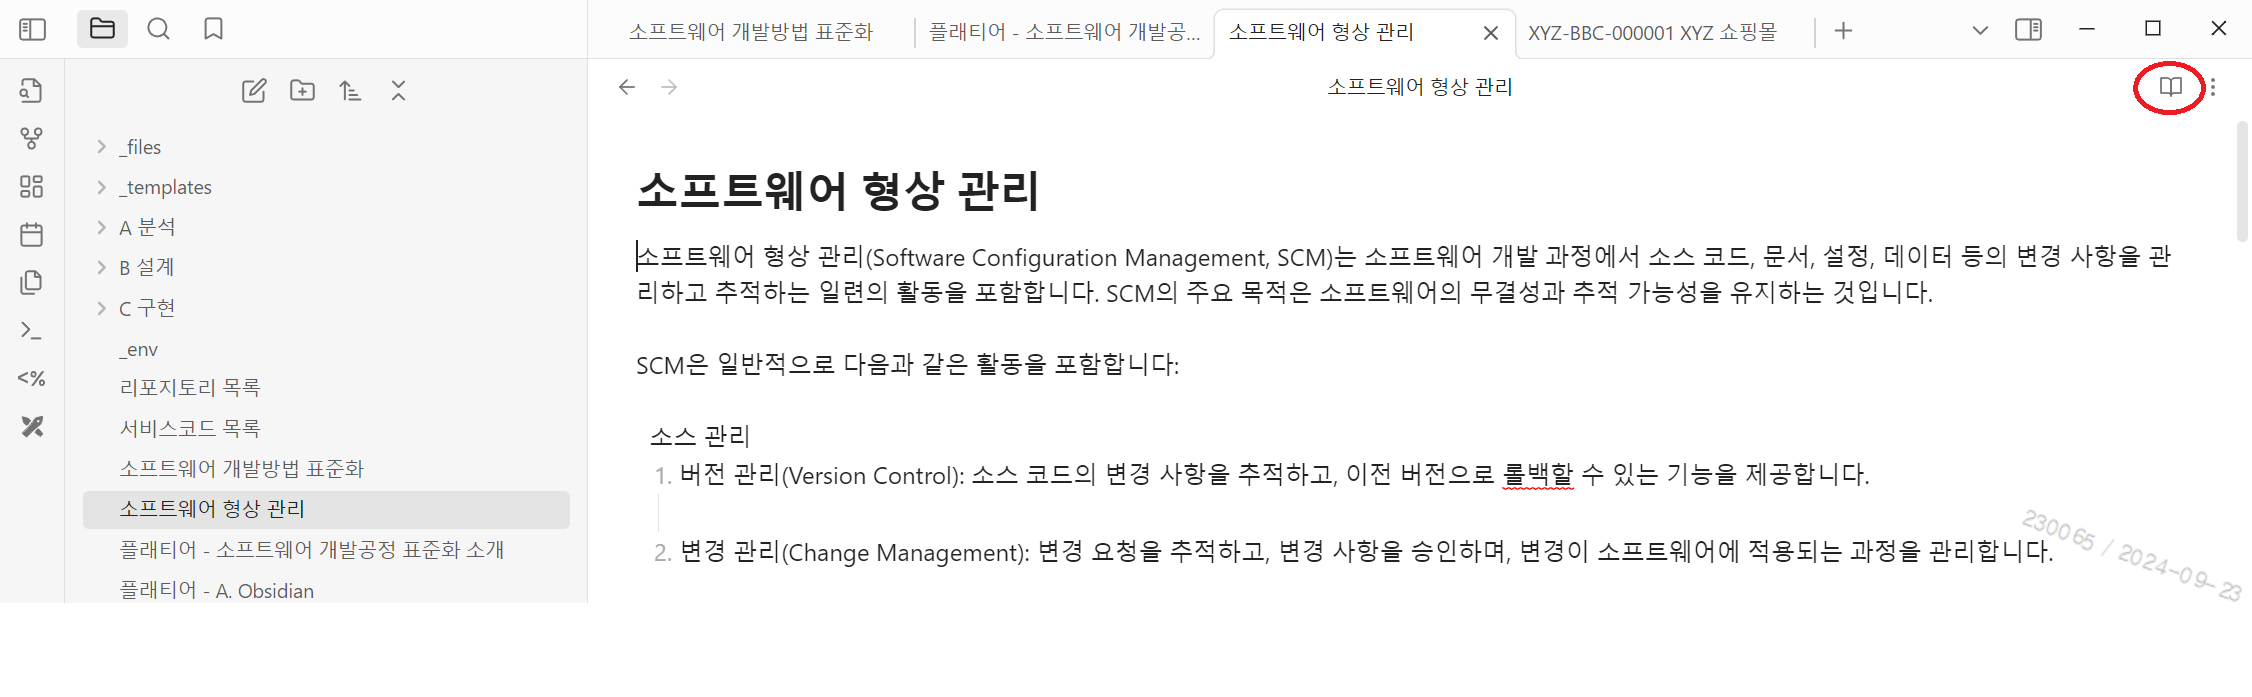 소프트웨어 개발방법 표준화
플래티어 - 소프트웨어 개발공...
소프트웨어 형상 관리
XYZ-BBC-000001 XYZ 쇼핑몰
소프트웨어 형상 관리
_files
_templates
A 분석
B 설계
C 구현
_env
리포지토리 목록
서비스코드 목록
소프트웨어 개발방법 표준화
소프트웨어 형상 관리
플래티어 - 소프트웨어 개발공정 표준화 소개
플래티어 - A. Obsidian
소프트웨어 형상 관리
소프트웨어 형상 관리(Software Configuration Management, SCM)는 소프트웨어 개발 과정에서 소스 코드, 문서, 설정, 데이터 등의 변경 사항을 관
리하고 추적하는 일련의 활동을 포함합니다. SCM의 주요 목적은 소프트웨어의 무결성과 추적 가능성을 유지하는 것입니다.
SCM은 일반적으로 다음과 같은 활동을 포함합니다:
소스 관리
1. 버전 관리(Version Control): 소스 코드의 변경 사항을 추적하고, 이전 버전으로 롤백할 수 있는 기능을 제공합니다.
2. 변경 관리(Change Management): 변경 요청을 추적하고, 변경 사항을 승인하며, 변경이 소프트웨어에 적용되는 과정을 관리합니다.
230065 / 2024-09-23